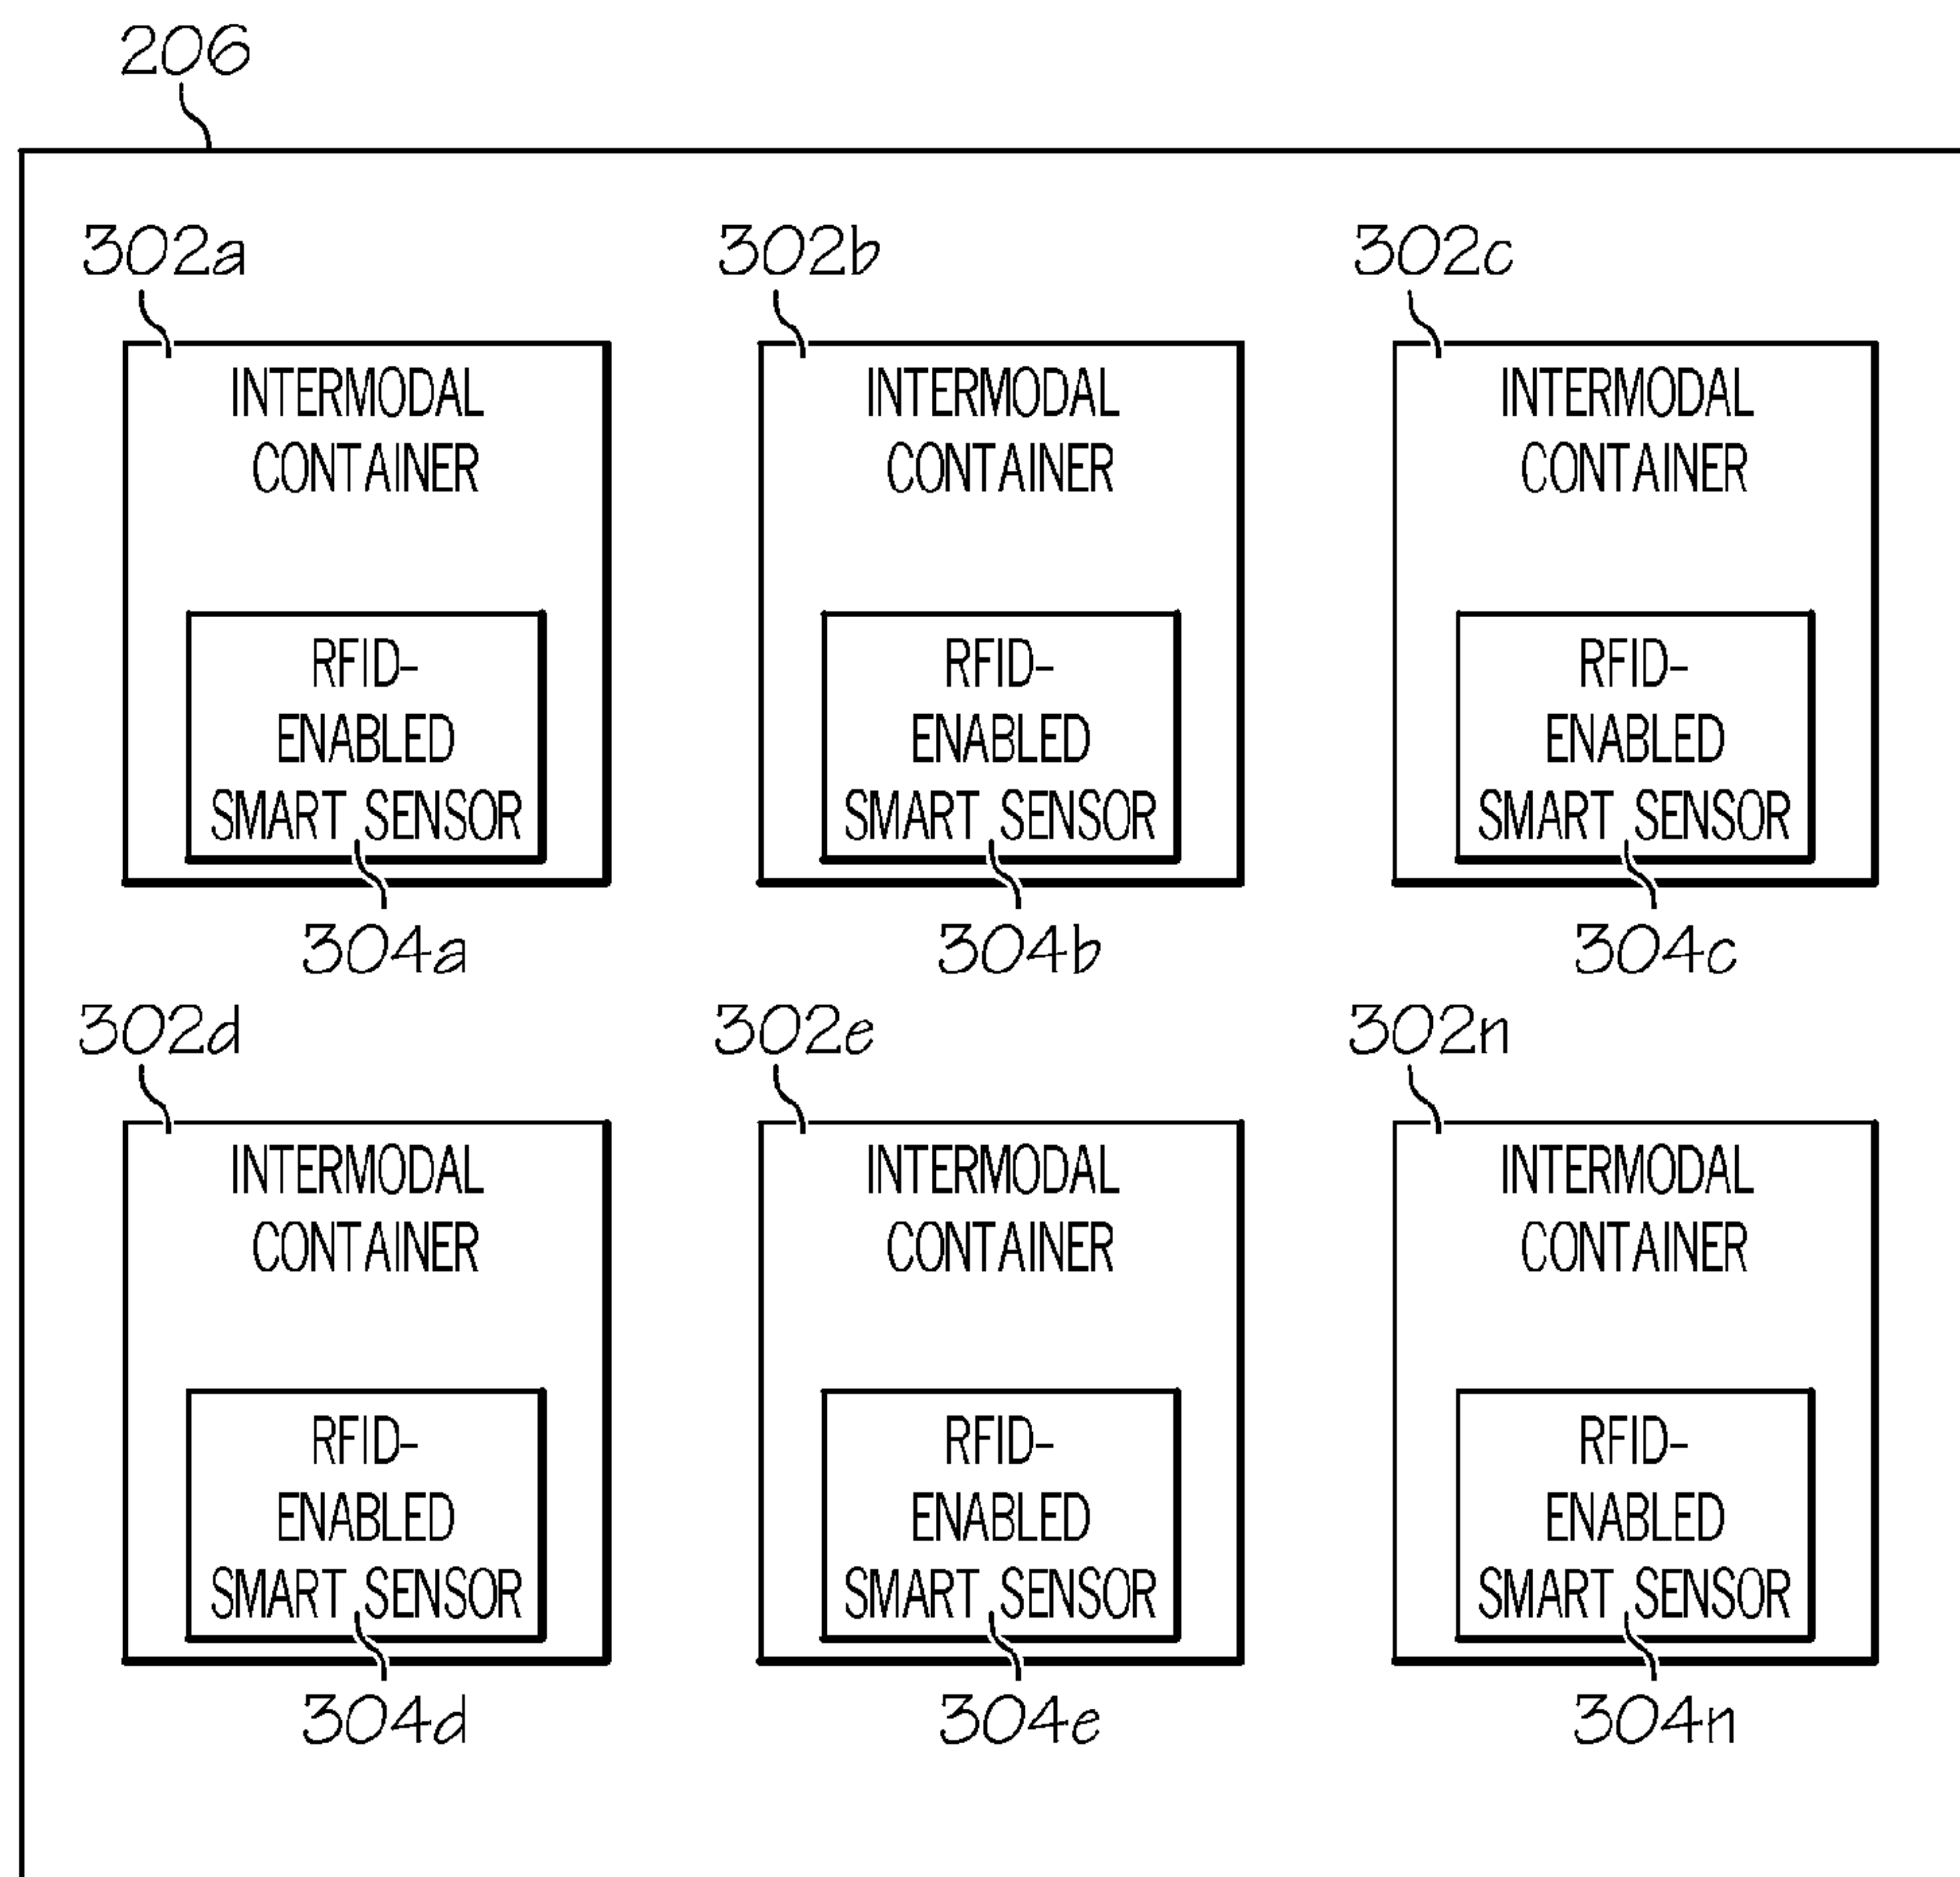 206
302a
302b
302c
INTERMODAL
CONTAINER
RFID-
ENABLED
SMART SENSOR
304a
INTERMODAL
CONTAINER
RFID-
ENABLED
SMART SENSOR
304b
INTERMODAL
CONTAINER
RFID-
ENABLED
SMART SENSOR
304c
302d
302e
302n
INTERMODAL
CONTAINER
RFID-
ENABLED
SMART SENSOR
304d
INTERMODAL
CONTAINER
RFID-
ENABLED
SMART SENSOR
304e
INTERMODAL
CONTAINER
RFID-
ENABLED
SMART SENSOR
304n